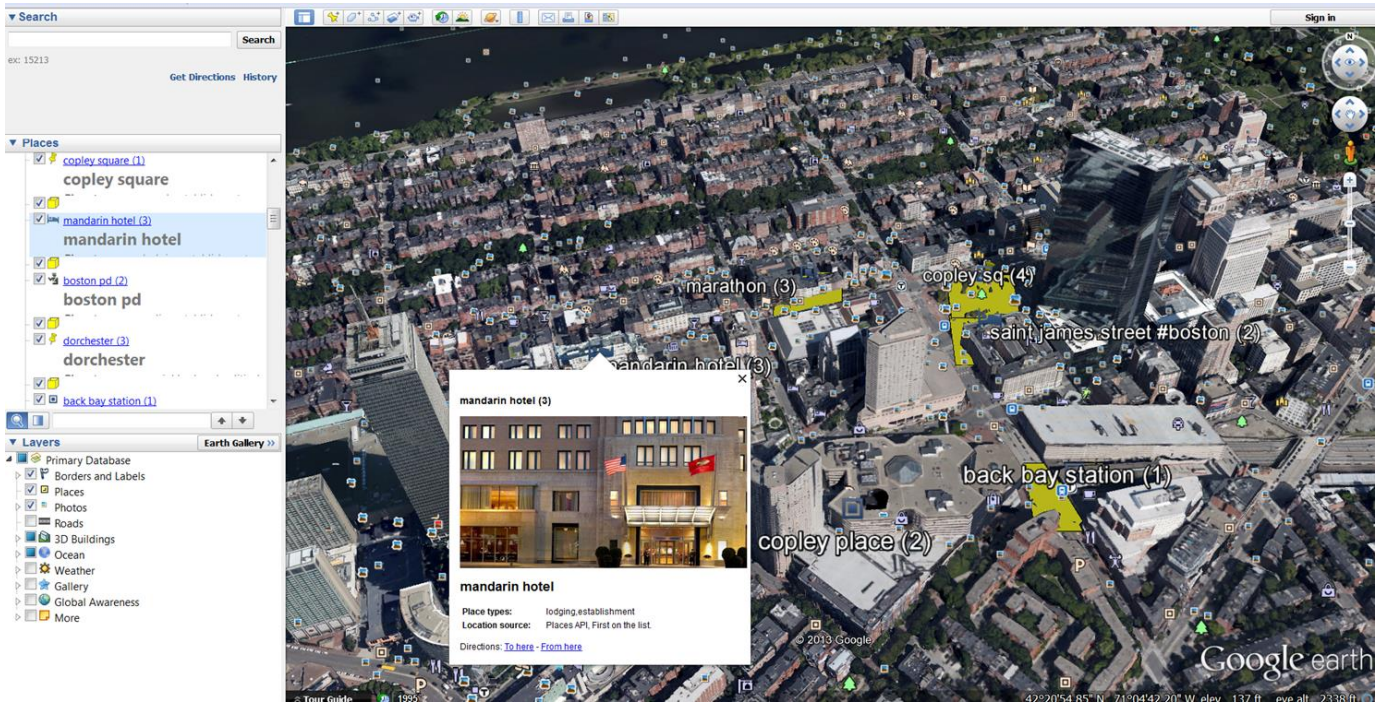 ▼ Search
Search
ex: 15213
Get Directions History
▼ Places
copley square (1)
copley square
mandarin hotel (3)
mandarin hotel
boston pd (2)
boston pd
dorchester (3)
dorchester
back bay station (1)
▼ Layers
Earth Gallery >>
Primary Database
Borders and Labels
Places
Photos
Roads
3D Buildings
Ocean
Weather
Gallery
Global Awareness
More
Sign in
N
marathon (3)
copley sq (4)
saint james street #boston (2)
mandarin hotel (3)
back bay station (1)
copley place (2)
mandarin hotel (3)
mandarin hotel
Place types: lodging,establishment
Location source: Places API, First on the list.
Directions: To here - From here
P
P
© 2013 Google
Google earth
Tour Guide
1995
42°20'54.85" N 71°04'42.20" W elev 137 ft eye alt 2338 ft